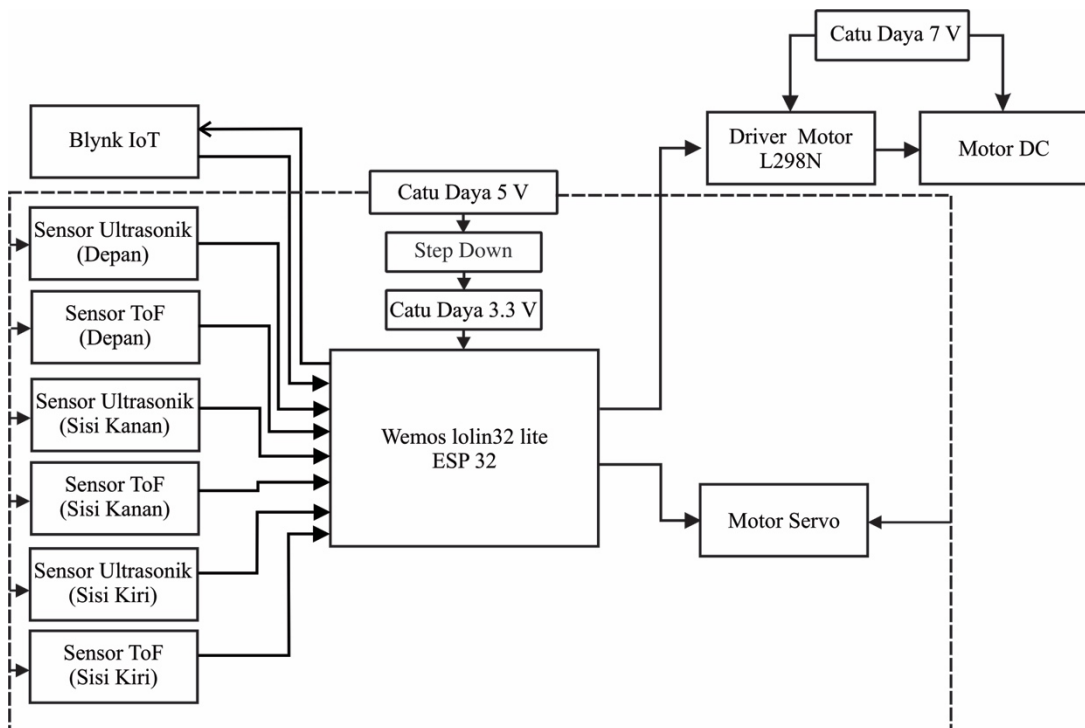 Catu Daya 7 V
Blynk IoT
Driver  Motor
L298N
Motor DC
Catu Daya 5 V
Sensor Ultrasonik
(Depan)
Step Down
Sensor ToF
(Depan)
Catu Daya 3.3 V
Sensor Ultrasonik
(Sisi Kanan)
Wemos lolin32 lite
ESP 32
Sensor ToF
(Sisi Kanan)
Motor Servo
Sensor Ultrasonik
(Sisi Kiri)
Sensor ToF
(Sisi Kiri)